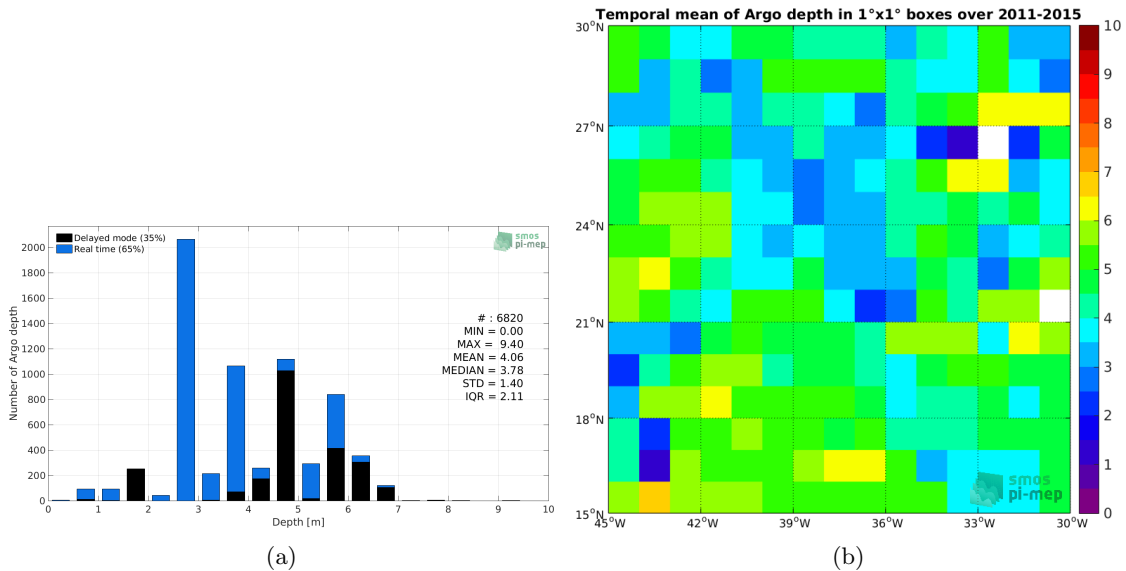 Delayed mode (35%)
Real time (65%)
smos
pi-mep
Number of Argo depth
2000
1800
1600
1400
1200
1000
800
600
400
200
0
# : 6820
MIN = 0.00
MAX = 9.40
MEAN = 4.06
MEDIAN = 3.78
STD = 1.40
IQR = 2.11
0 1 2 3 4 5 6 7 8 9 10
Depth [m]
(a)
Temporal mean of Argo depth in 1°x1° boxes over 2011-2015
30°N
27°N
24°N
21°N
18°N
15°N
45°W 42°W 39°W 36°W 33°W 30°W
smos
pi-mep
10
9
8
7
6
5
4
3
2
1
0
(b)